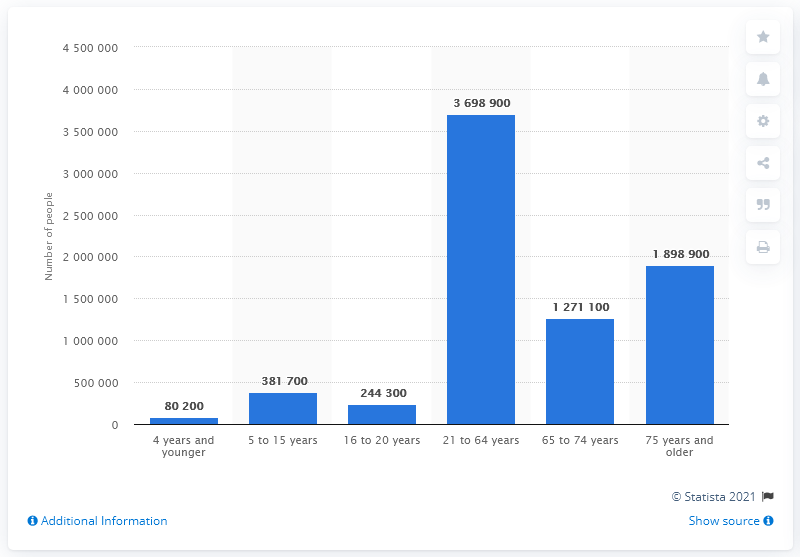 4 500 000
4 000 000
3 500 000
3 000 000
2 500 000
2 000 000
1 500 000
1 000 000
500 000
0
Number of people
80 200
381 700
244 300
3 698 900
1 271 100
1 898 900
4 years and
younger
5 to 15 years
16 to 20 years
21 to 64 years
65 to 74 years
75 years and
older
© Statista 2021
Additional Information
Show source